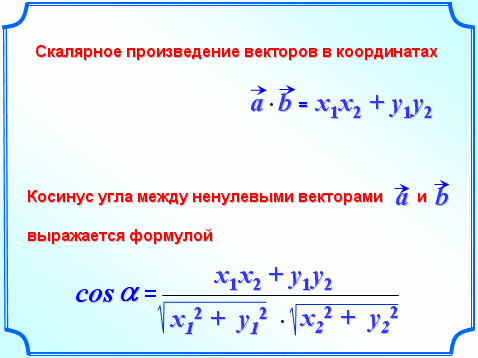 Скалярное произведение векторов в координатах
a⃗ · b⃗ = x₁x₂ + y₁y₂
Косинус угла между ненулевыми векторами a⃗ и b⃗
выражается формулой
cos α = (x₁x₂ + y₁y₂) / (√(x₁² + y₁²) · √(x₂² + y₂²))